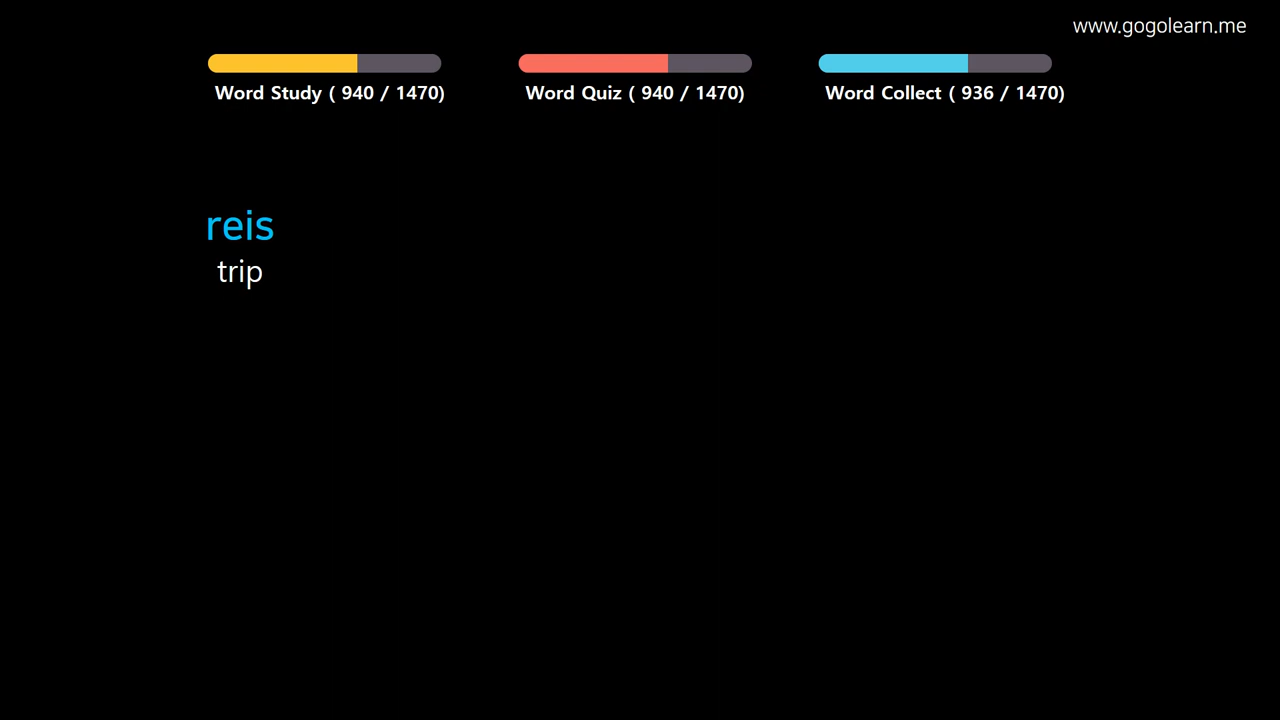 www.gogolearn.me
Word Study ( 940 / 1470)
Word Quiz ( 940 / 1470)
Word Collect ( 936 / 1470)
reis
trip